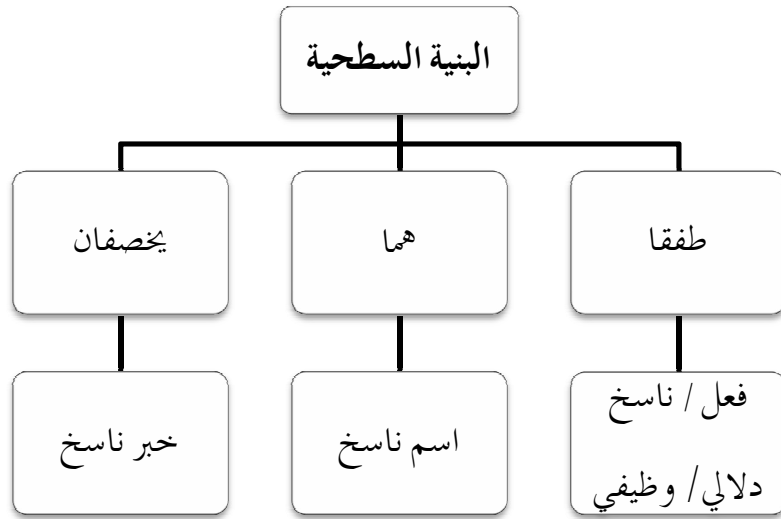 البنية السطحية
طفقا
هما
يخصفان
فعل / ناسخ
دلالي/ وظيفي
اسم ناسخ
خبر ناسخ